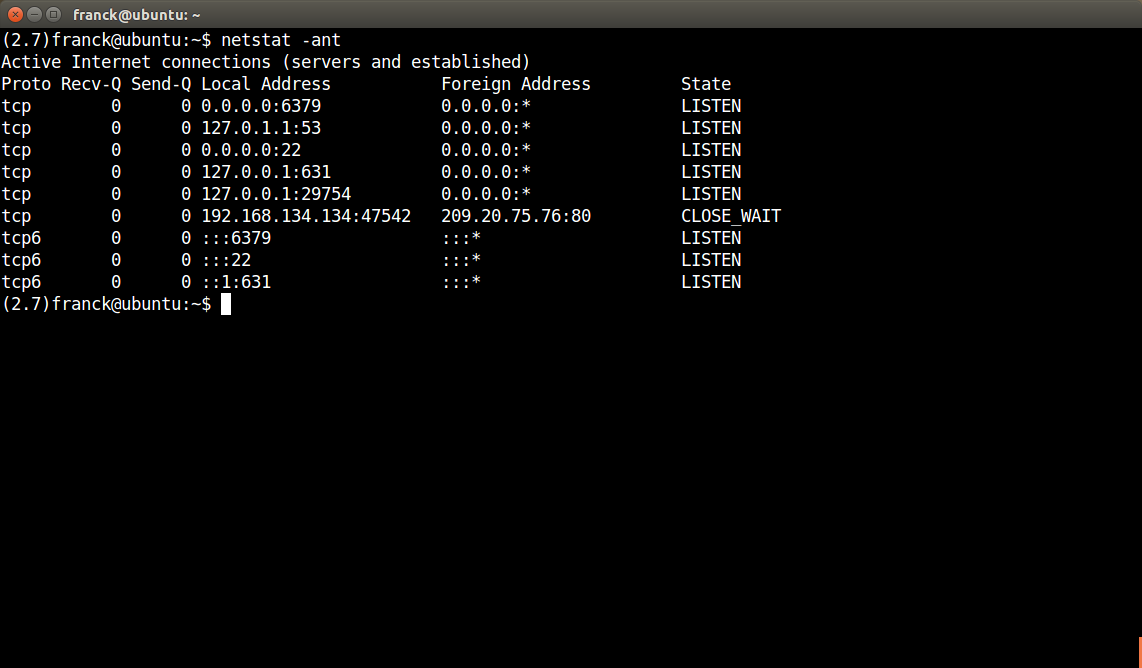 franck@ubuntu: ~
(2.7)franck@ubuntu:~$ netstat -ant
Active Internet connections (servers and established)
Proto Recv-Q Send-Q Local Address           Foreign Address         State
tcp        0      0 0.0.0.0:6379            0.0.0.0:*               LISTEN
tcp        0      0 127.0.1.1:53            0.0.0.0:*               LISTEN
tcp        0      0 0.0.0.0:22              0.0.0.0:*               LISTEN
tcp        0      0 127.0.0.1:631           0.0.0.0:*               LISTEN
tcp        0      0 127.0.0.1:29754         0.0.0.0:*               LISTEN
tcp        0      0 192.168.134.134:47542   209.20.75.76:80         CLOSE_WAIT
tcp6       0      0 :::6379                 :::*                    LISTEN
tcp6       0      0 :::22                   :::*                    LISTEN
tcp6       0      0 ::1:631                 :::*                    LISTEN
(2.7)franck@ubuntu:~$